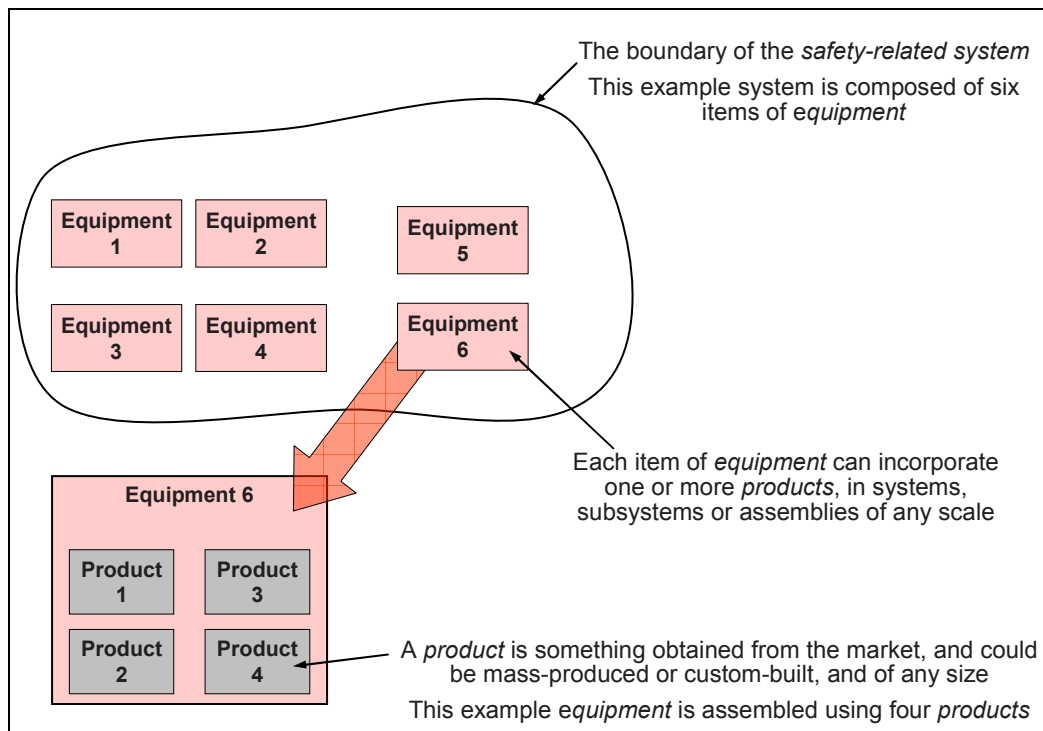 The boundary of the safety-related system
This example system is composed of six
items of equipment
Equipment
1
Equipment
2
Equipment
5
Equipment
3
Equipment
4
Equipment
6
Each item of equipment can incorporate
one or more products, in systems,
subsystems or assemblies of any scale
Equipment 6
Product
1
Product
3
Product
2
Product
4
A product is something obtained from the market, and could
be mass-produced or custom-built, and of any size
This example equipment is assembled using four products